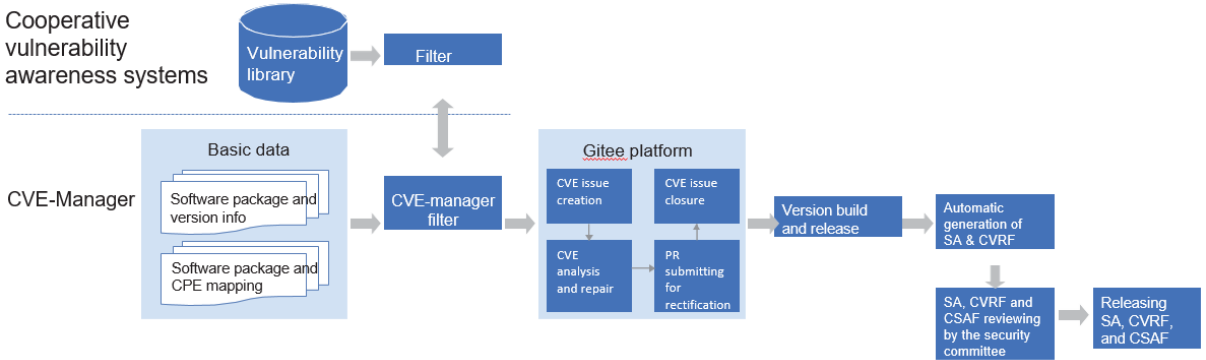 Cooperative
vulnerability
awareness systems
Vulnerability
library
Filter
CVE-Manager
Basic data
Software package and
version info
Software package and
CPE mapping
CVE-manager
filter
Gitee platform
CVE issue
creation
CVE issue
closure
CVE
analysis
and repair
PR
submitting
for
rectification
Version build
and release
Automatic
generation of
SA & CVRF
SA, CVRF and
CSAF reviewing
by the security
committee
Releasing
SA, CVRF,
and CSAF